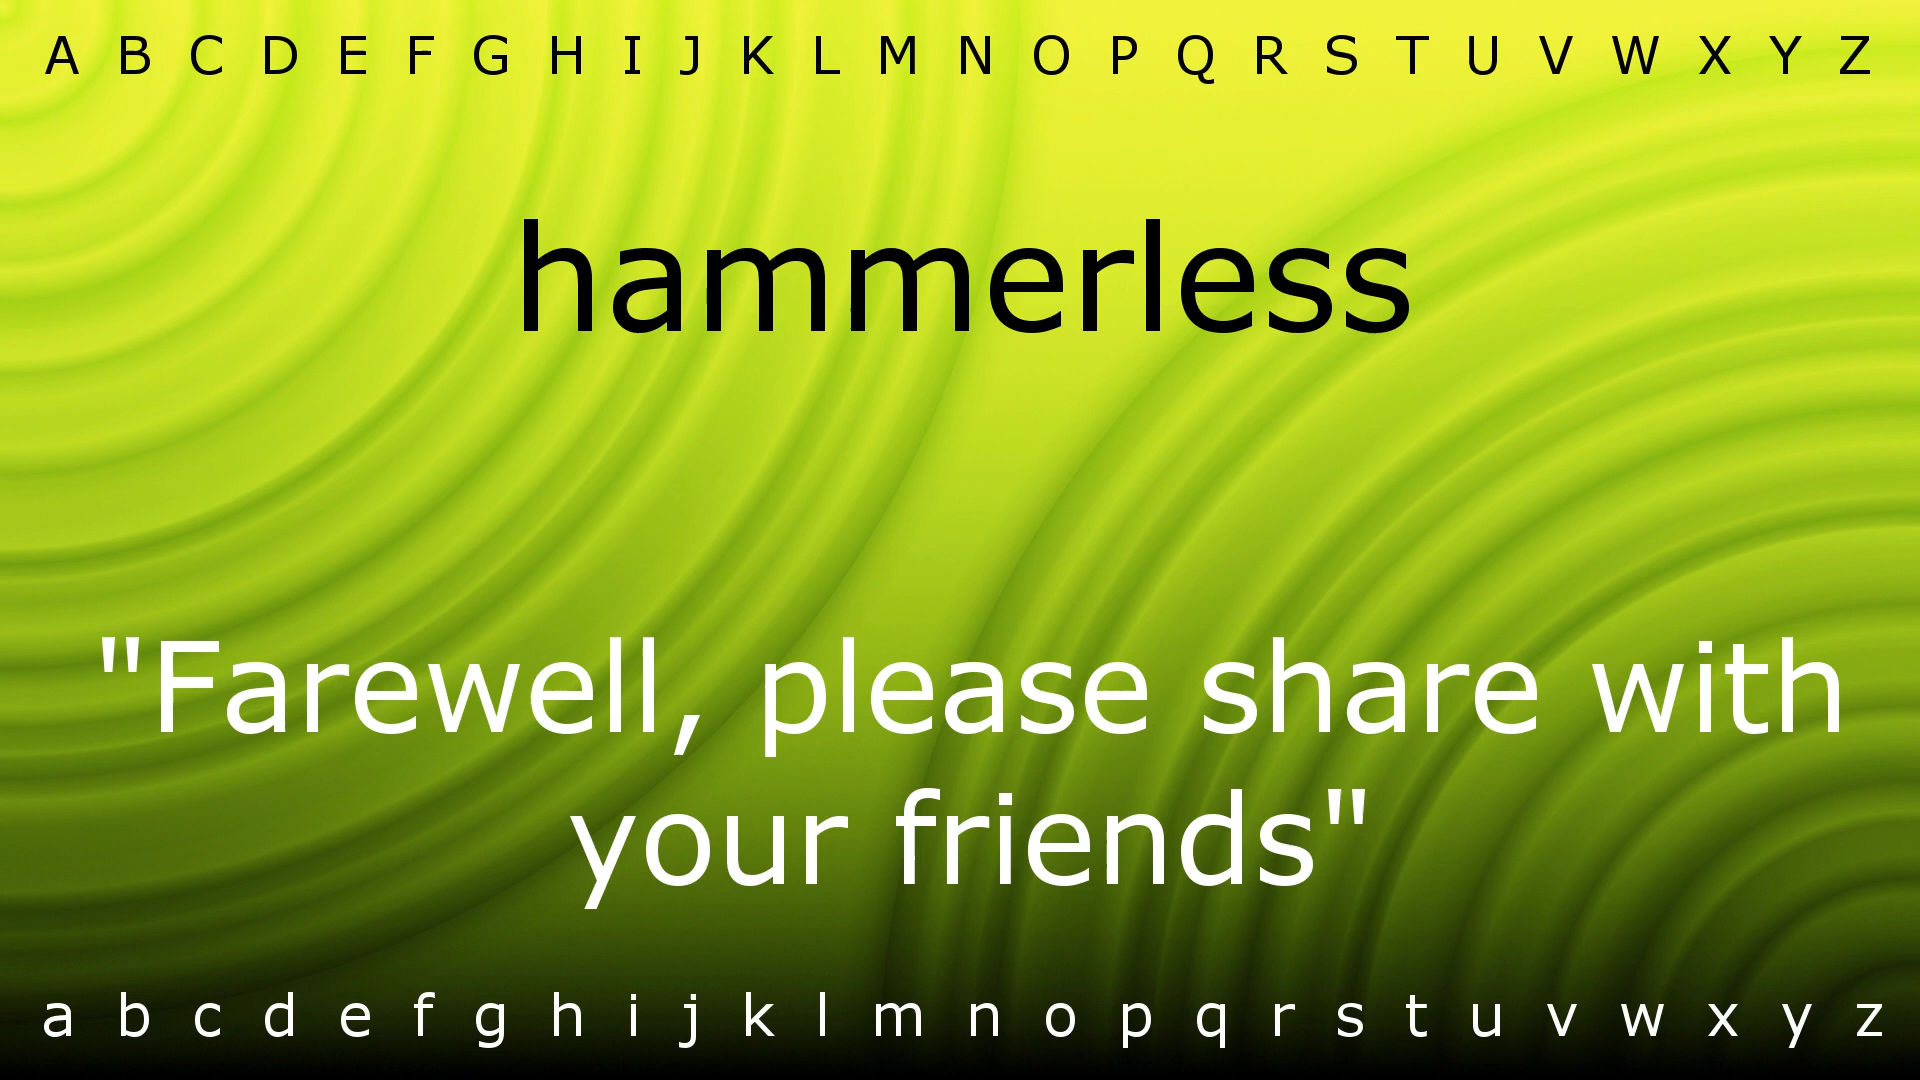 A B C D E F G H I J K L M N O P Q R S T U V W X Y Z
hammerless
"Farewell, please share with
your friends"
a b c d e f g h i j k l m n o p q r s t u v w x y z